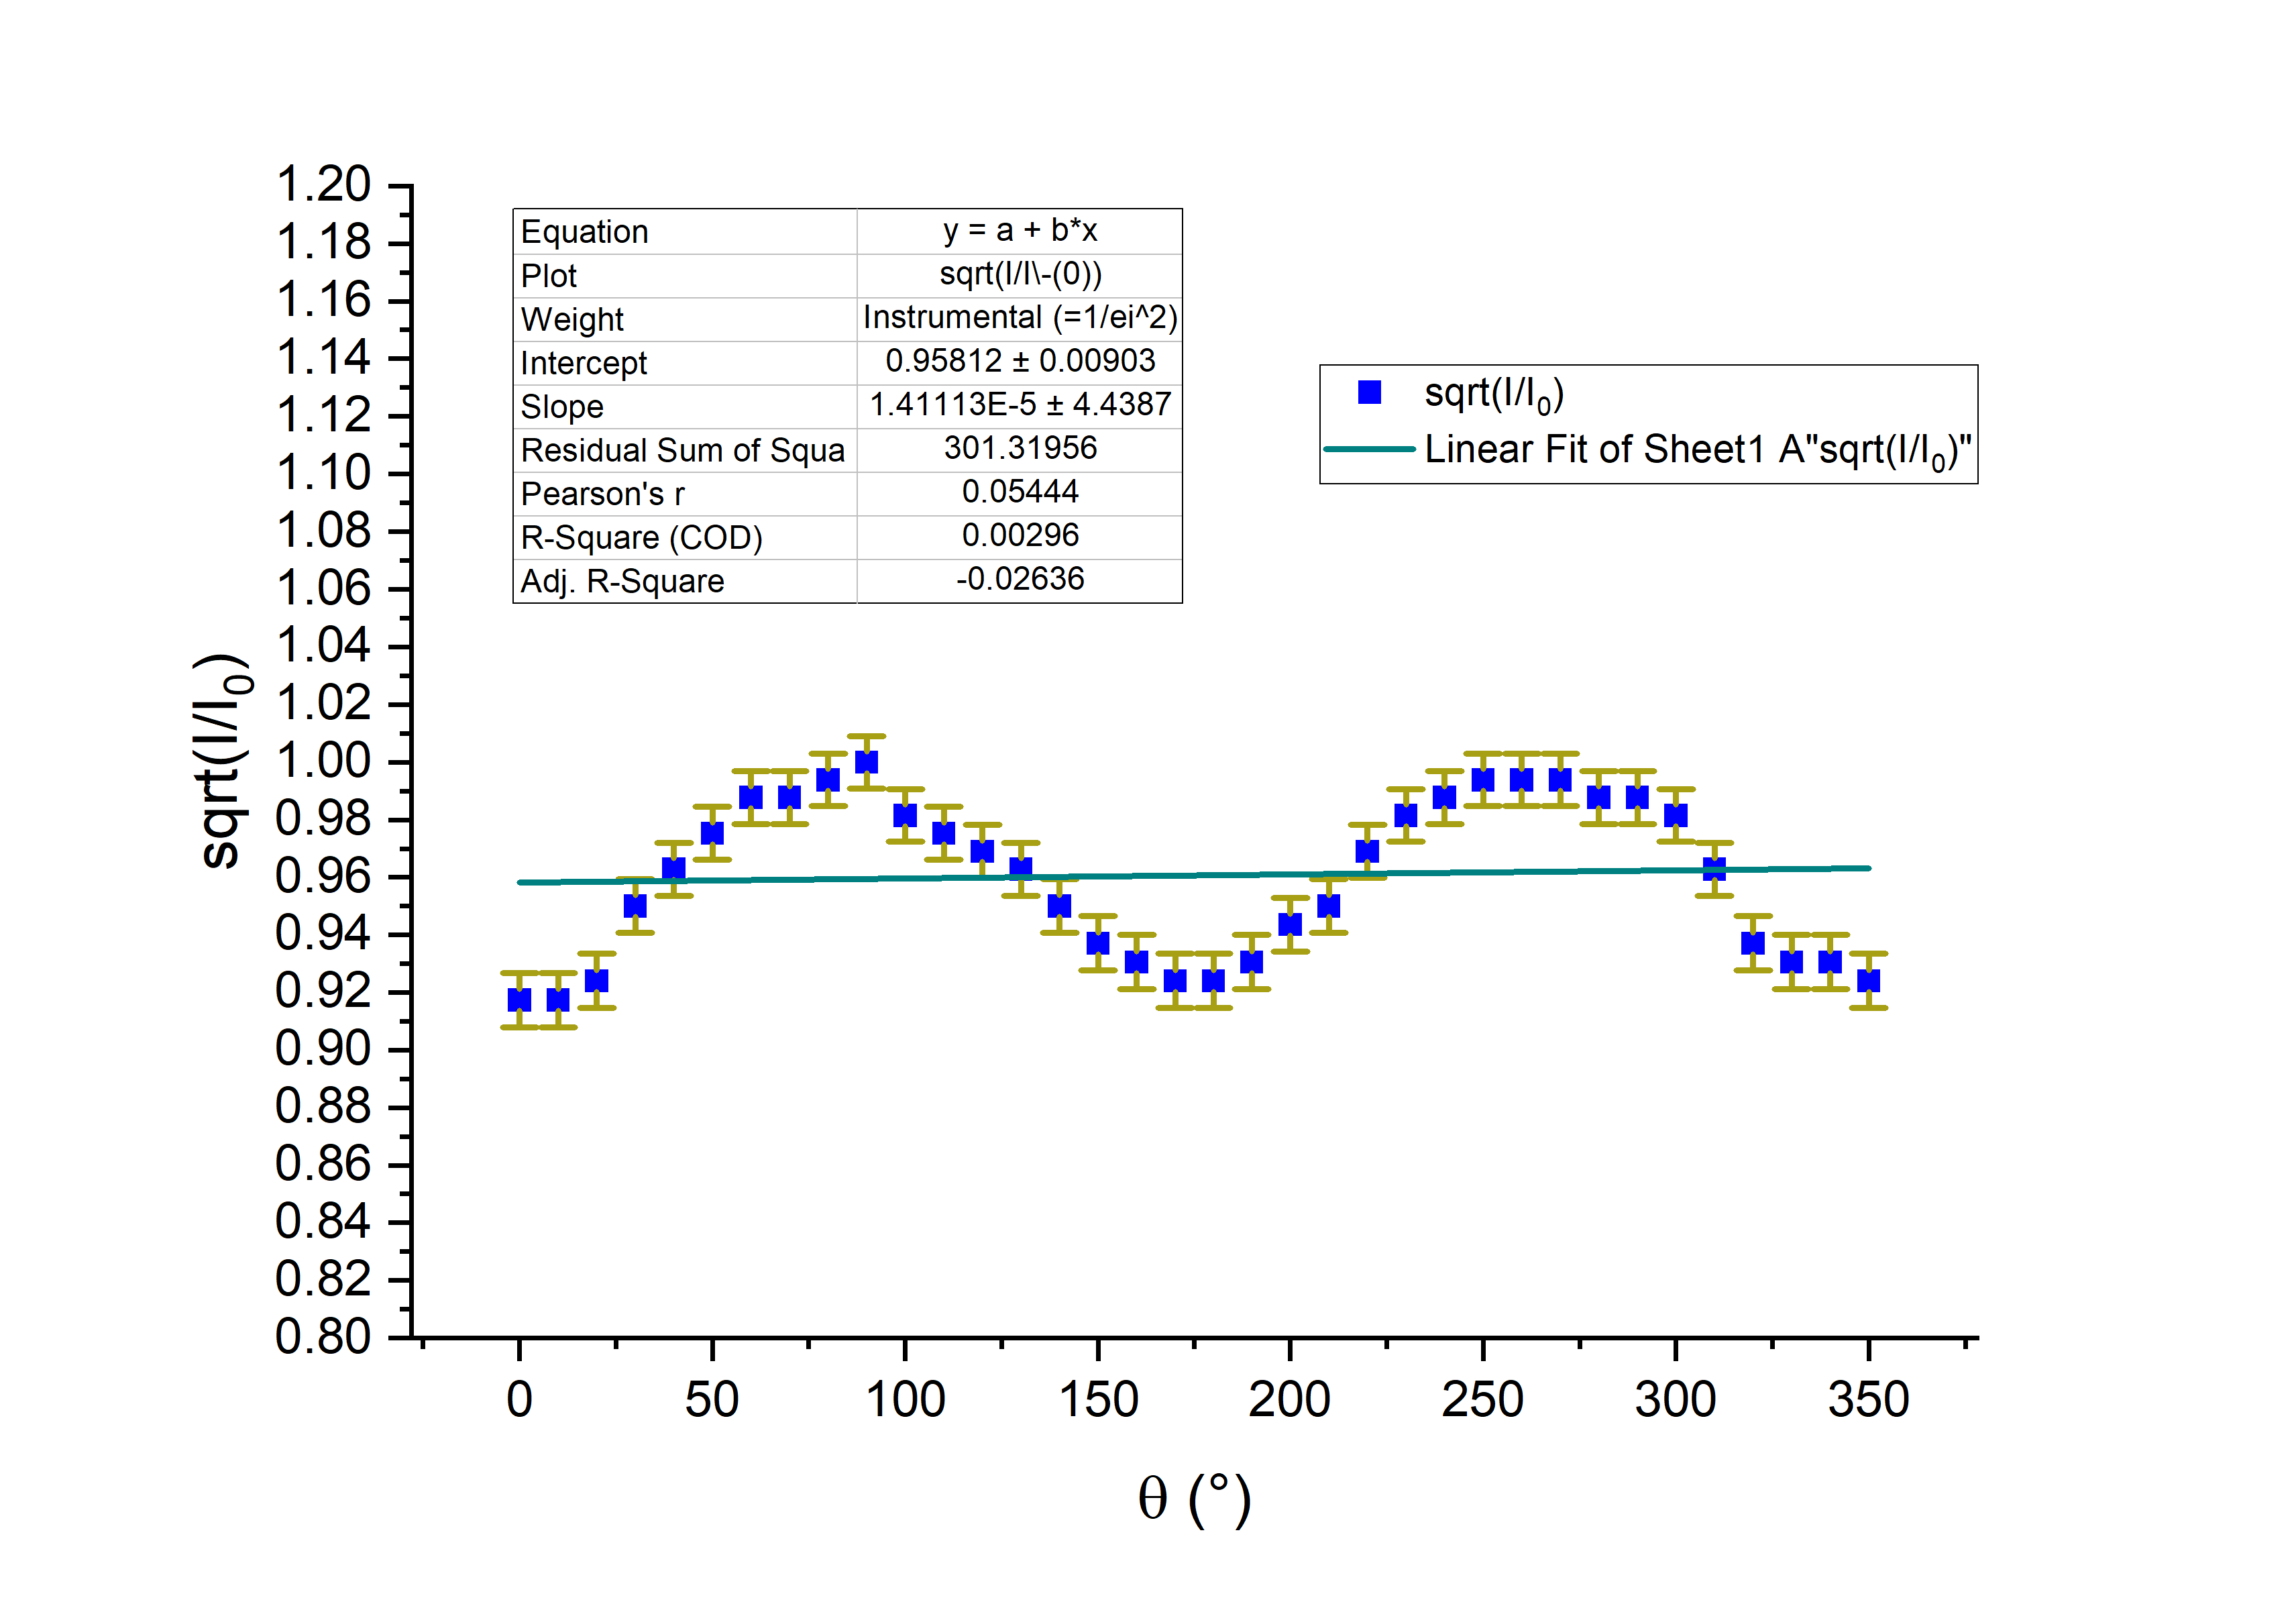 1.20
1.18
1.16
1.14
1.12
1.10
1.08
1.06
1.04
1.02
1.00
0.98
0.96
0.94
0.92
0.90
0.88
0.86
0.84
0.82
0.80
sqrt(I/I0)
Equation y = a + b*x
Plot sqrt(I/I\-(0))
Weight Instrumental (=1/ei^2)
Intercept 0.95812 ± 0.00903
Slope 1.41113E-5 ± 4.4387
Residual Sum of Squa 301.31956
Pearson's r 0.05444
R-Square (COD) 0.00296
Adj. R-Square -0.02636
sqrt(I/I0)
Linear Fit of Sheet1 A"sqrt(I/I0)"
0 50 100 150 200 250 300 350
θ (°)